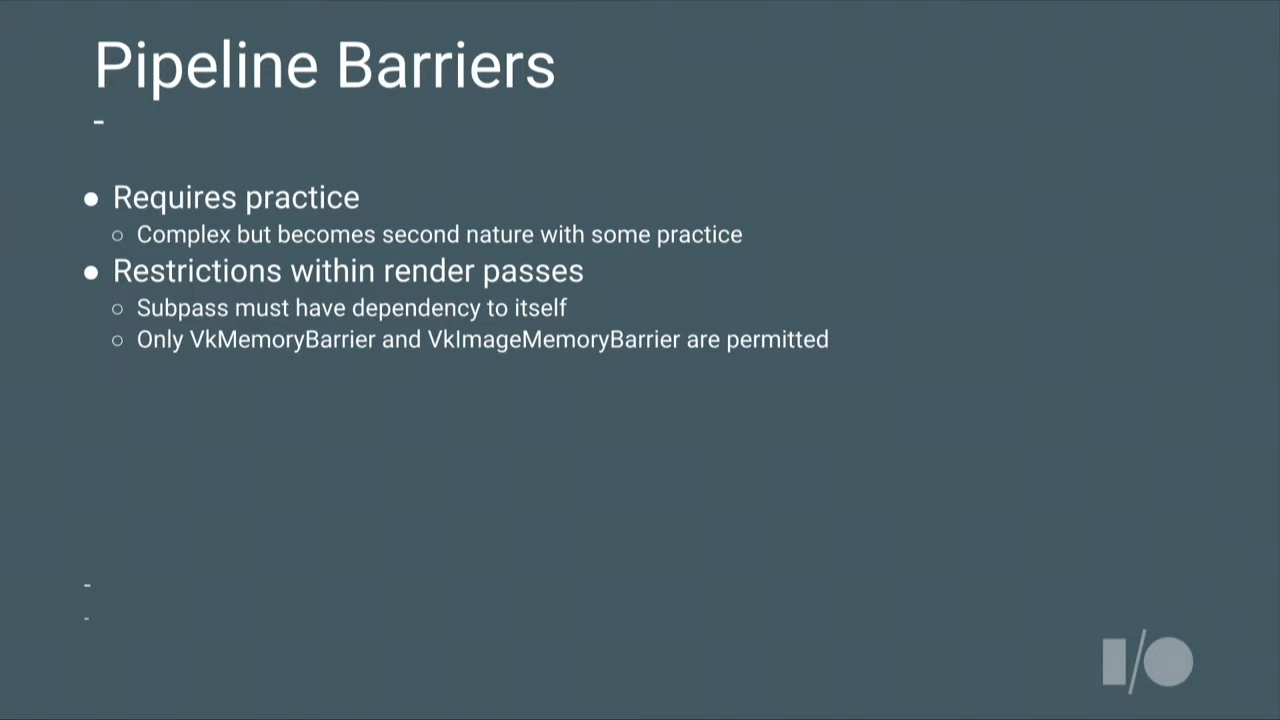 Pipeline Barriers
-
● Requires practice
○ Complex but becomes second nature with some practice
● Restrictions within render passes
○ Subpass must have dependency to itself
○ Only VkMemoryBarrier and VkImageMemoryBarrier are permitted
-
-
I/O